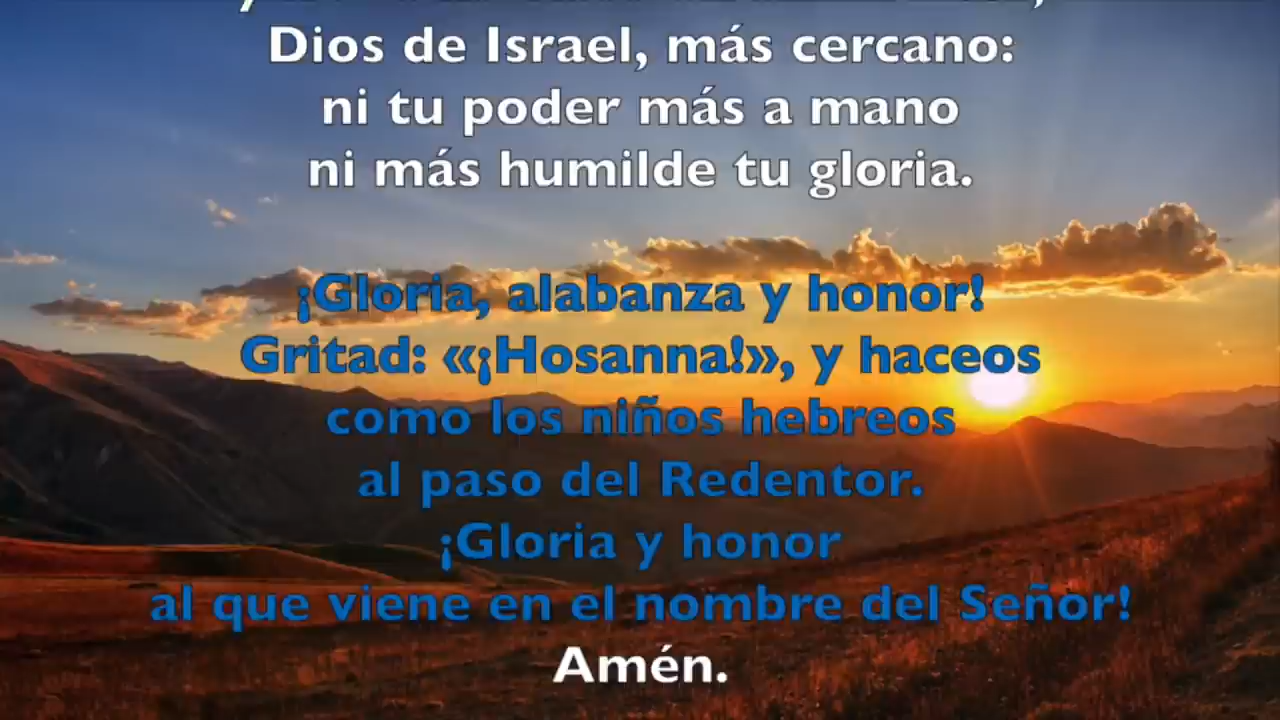 Dios de Israel, más cercano:
ni tu poder más a mano
ni más humilde tu gloria.
¡Gloria, alabanza y honor!
Gritad: «¡Hosanna!», y haceos
como los niños hebreos
al paso del Redentor.
¡Gloria y honor
al que viene en el nombre del Señor!
Amén.